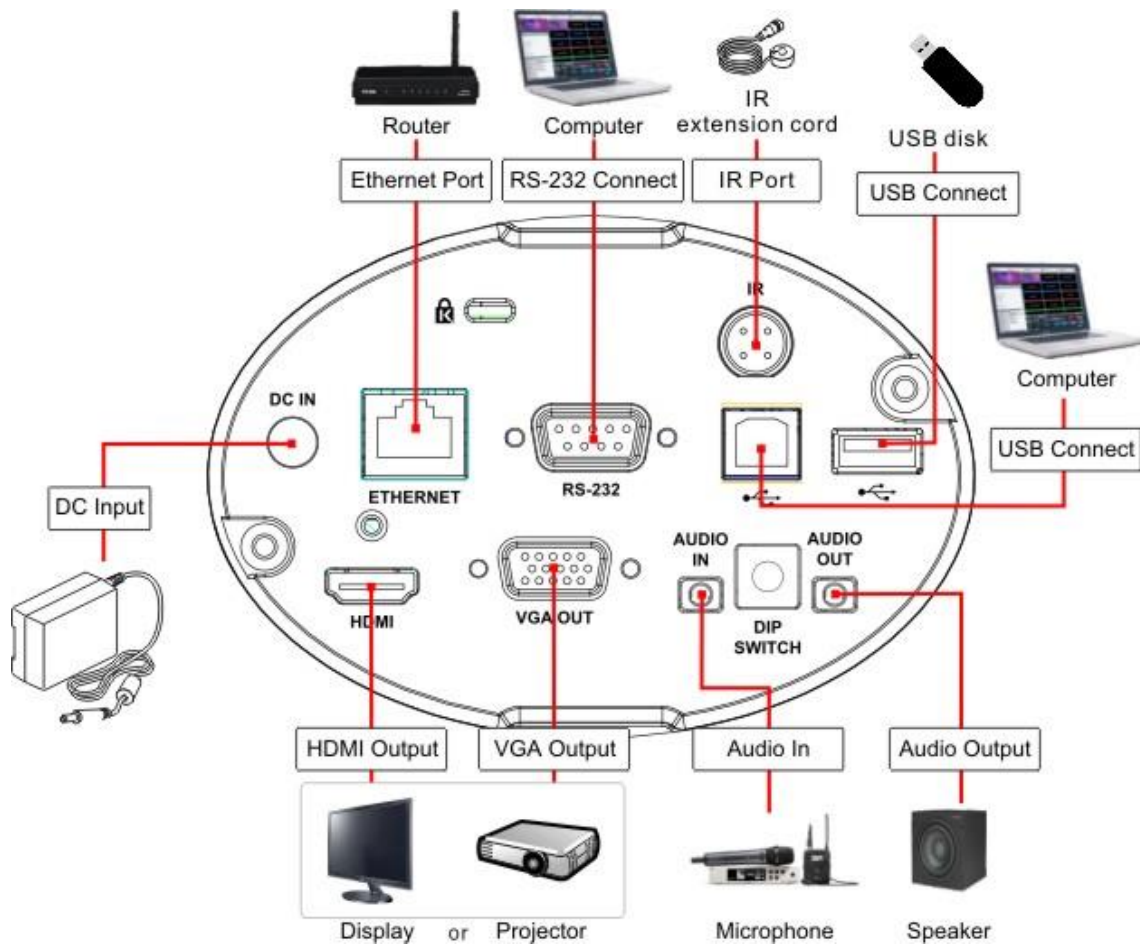 Router
Computer
IR
extension cord
USB disk
Ethernet Port
RS-232 Connect
IR Port
USB Connect
IR
Computer
DC IN
USB Connect
ETHERNET
RS-232
DC Input
AUDIO
IN
AUDIO
OUT
HDMI
VGA OUT
DIP
SWITCH
HDMI Output
VGA Output
Audio In
Audio Output
Display or Projector
Microphone
Speaker